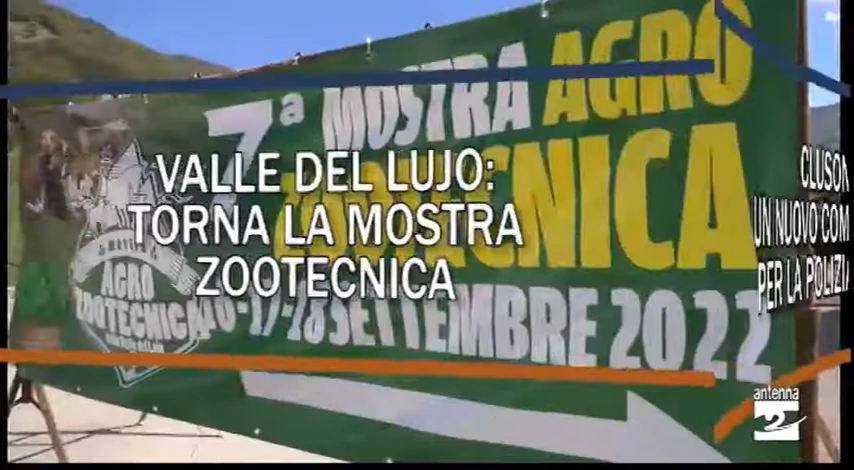 7ª MOSTRA AGRO
ZOOTECNICA
VALLE DEL LUJO:
TORNA LA MOSTRA
ZOOTECNICA
AGRO
ZOOTECNICA
SETTEMBRE 2022
CLUSON
UN NUOVO COM
PER LA POLIZIA
antenna
2